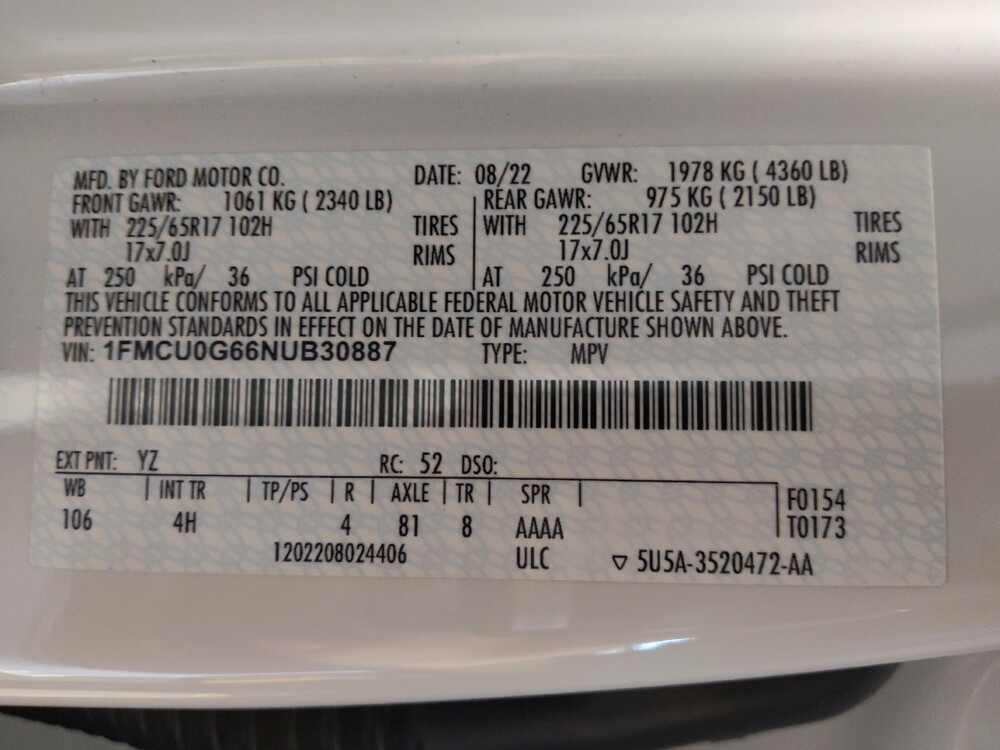 MFD. BY FORD MOTOR CO. DATE: 08/22 GVWR: 1978 KG ( 4360 LB)
FRONT GAWR: 1061 KG ( 2340 LB) REAR GAWR: 975 KG ( 2150 LB)
WITH 225/65R17 102H TIRES WITH 225/65R17 102H TIRES
17x7.0J RIMS 17x7.0J RIMS
AT 250 kPa/ 36 PSI COLD AT 250 kPa/ 36 PSI COLD
THIS VEHICLE CONFORMS TO ALL APPLICABLE FEDERAL MOTOR VEHICLE SAFETY AND THEFT
PREVENTION STANDARDS IN EFFECT ON THE DATE OF MANUFACTURE SHOWN ABOVE.
VIN: 1FMCU0G66NUB30887 TYPE: MPV
EXT PNT: YZ RC: 52 DSO:
WB | INT TR | TP/PS | R | AXLE | TR | SPR | F0154
106 4H 4 81 8 AAAA T0173
1202208024406 ULC ▽ 5U5A-3520472-AA